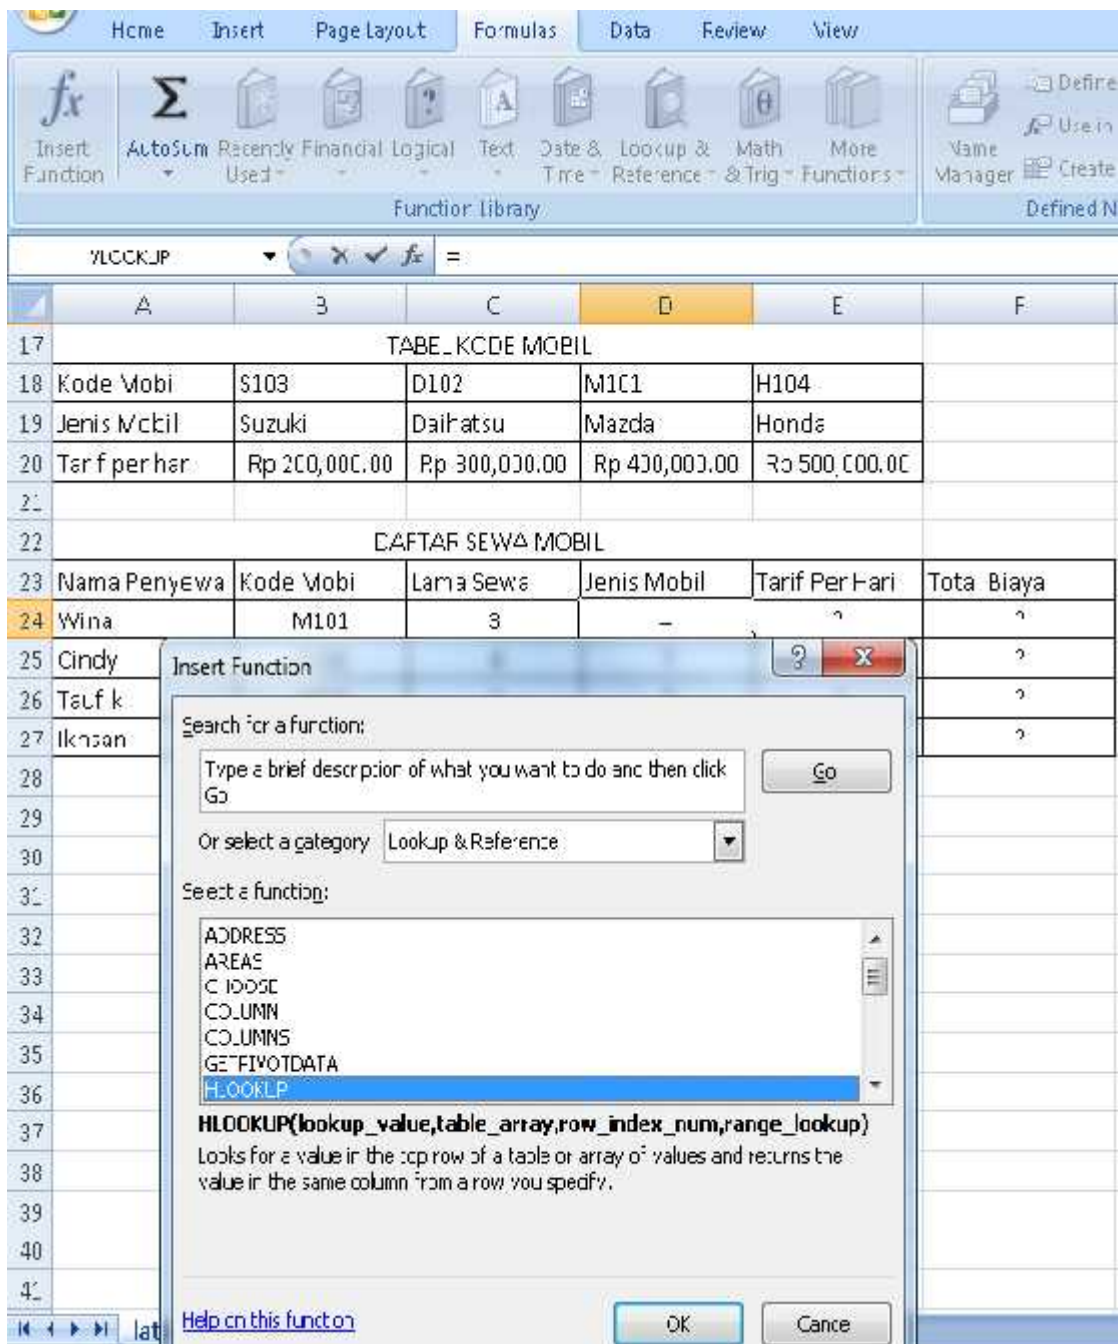 Home Insert Page Layout Formulas Data Review View
Insert Function
AutoSum
Recently Used
Financial
Logical
Text
Date & Time
Lookup & Reference
Math & Trig
More Functions
Name Manager
Define
Use in
Create
Function Library
Defined N
VLOOKUP fx =
A B C D E F
17 TABEL KODE MOBIL
18 Kode Mobil S103 D102 M101 H104
19 Jenis Mobil Suzuki Daihatsu Mazda Honda
20 Tarif per hari Rp 200,000.00 Rp 300,000.00 Rp 400,000.00 Rp 500,000.00
21
22 DAFTAR SEWA MOBIL
23 Nama Penyewa Kode Mobil Lama Sewa Jenis Mobil Tarif Per Hari Total Biaya
24 Wina M101 = ? ?
25 Cindy ?
26 Taufik ?
27 Ikhsan ?
28
29
30
31
32
33
34
35
36
37
38
39
40
41
Insert Function
Search for a function:
Type a brief description of what you want to do and then click
Go
Go
Or select a category Lookup & Reference
Select a function:
ADDRESS
AREAS
CHOOSE
COLUMN
COLUMNS
GETPIVOTDATA
HLOOKUP
HLOOKUP(lookup_value,table_array,row_index_num,range_lookup)
Looks for a value in the top row of a table or array of values and returns the
value in the same column from a row you specify.
Help on this function
OK Cancel
lat